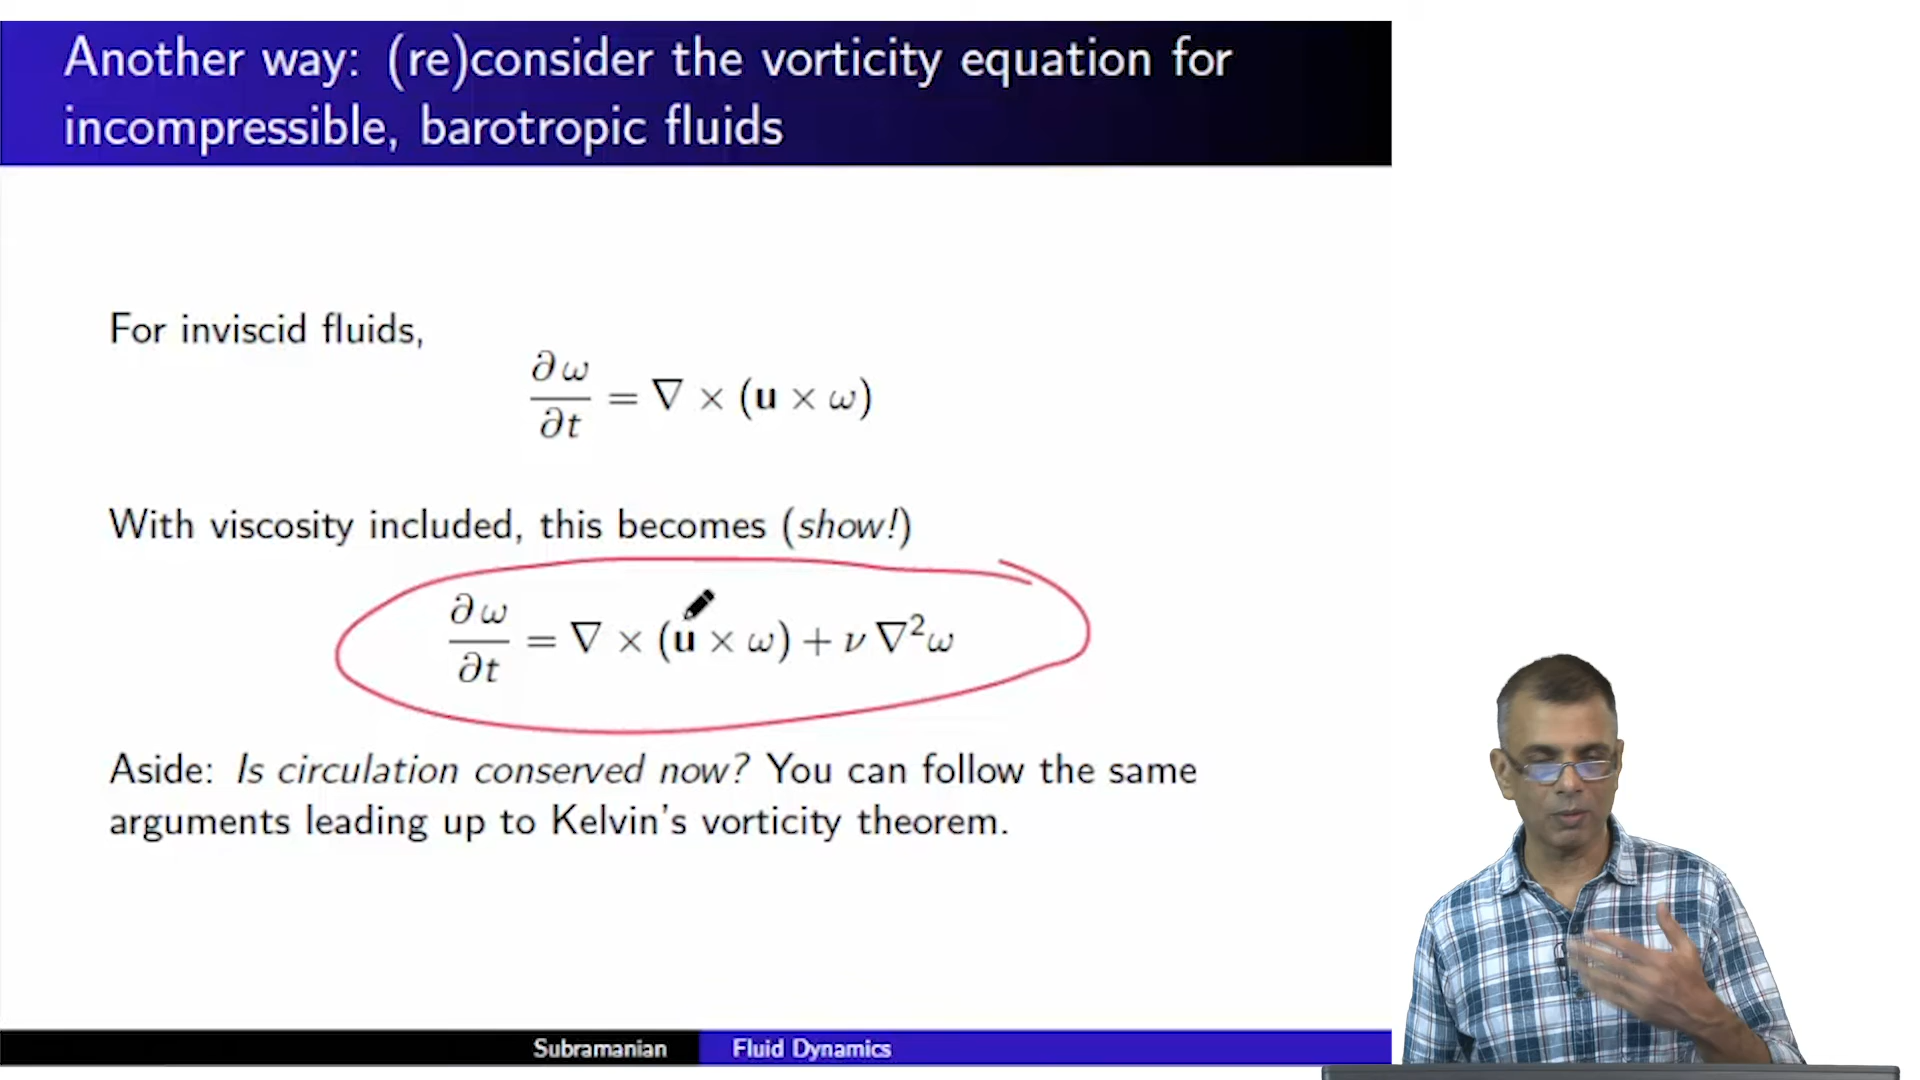 Another way: (re)consider the vorticity equation for
incompressible, barotropic fluids
For inviscid fluids,
∂ω/∂t = ∇ × (u × ω)
With viscosity included, this becomes (show!)
∂ω/∂t = ∇ × (u × ω) + ν ∇²ω
Aside: Is circulation conserved now? You can follow the same
arguments leading up to Kelvin's vorticity theorem.
Subramanian Fluid Dynamics